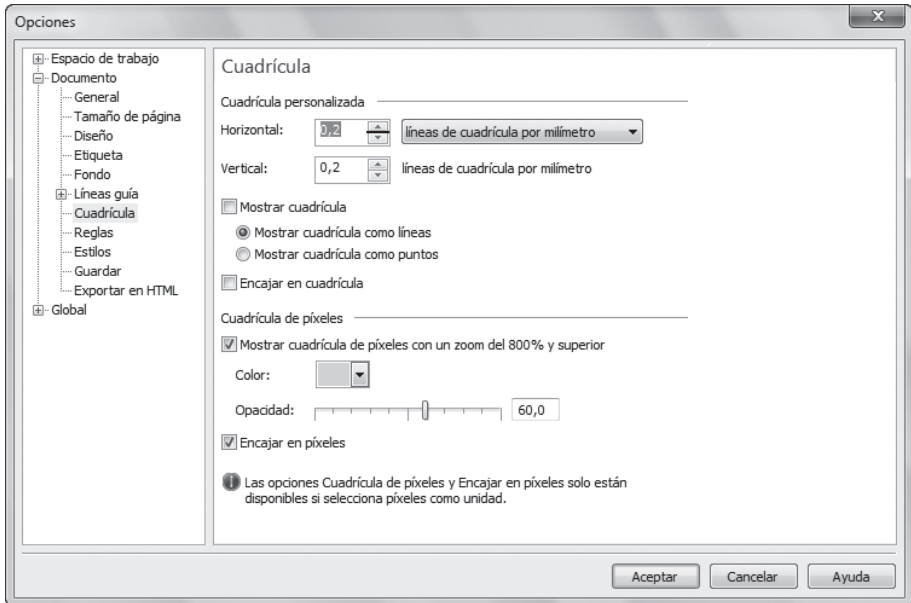 Opciones
Espacio de trabajo
Documento
General
Tamaño de página
Diseño
Etiqueta
Fondo
Líneas guía
Cuadrícula
Reglas
Estilos
Guardar
Exportar en HTML
Global
Cuadrícula
Cuadrícula personalizada
Horizontal: 0,2 líneas de cuadrícula por milímetro
Vertical: 0,2 líneas de cuadrícula por milímetro
Mostrar cuadrícula
Mostrar cuadrícula como líneas
Mostrar cuadrícula como puntos
Encajar en cuadrícula
Cuadrícula de píxeles
Mostrar cuadrícula de píxeles con un zoom del 800% y superior
Color:
Opacidad: 60,0
Encajar en píxeles
Las opciones Cuadrícula de píxeles y Encajar en píxeles solo están
disponibles si selecciona píxeles como unidad.
Aceptar Cancelar Ayuda